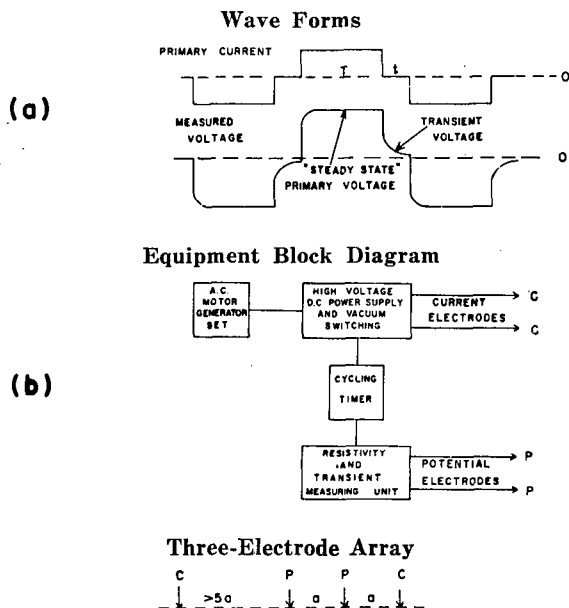 Wave Forms
(a)
PRIMARY CURRENT
T
t
O
MEASURED
VOLTAGE
TRANSIENT
VOLTAGE
O
"STEADY STATE"
PRIMARY VOLTAGE
Equipment Block Diagram
(b)
A.C.
MOTOR
GENERATOR
SET
HIGH VOLTAGE
D.C POWER SUPPLY
AND VACUUM
SWITCHING
CURRENT
ELECTRODES
C
C
CYCLING
TIMER
RESISTIVITY
AND
TRANSIENT
MEASURING UNIT
POTENTIAL
ELECTRODES
P
P
Three-Electrode Array
C P P C
>5a a a